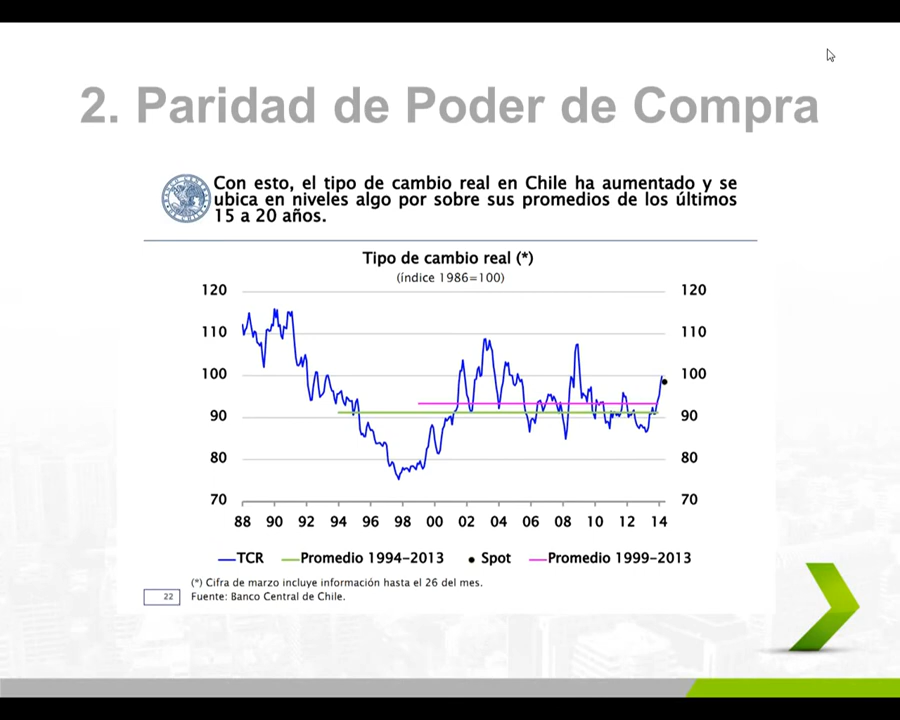 2. Paridad de Poder de Compra
Con esto, el tipo de cambio real en Chile ha aumentado y se
ubica en niveles algo por sobre sus promedios de los últimos
15 a 20 años.
Tipo de cambio real (*)
(índice 1986=100)
120 120
110 110
100 100
90 90
80 80
70 70
88 90 92 94 96 98 00 02 04 06 08 10 12 14
TCR Promedio 1994-2013 Spot Promedio 1999-2013
(*) Cifra de marzo incluye información hasta el 26 del mes.
22 Fuente: Banco Central de Chile.